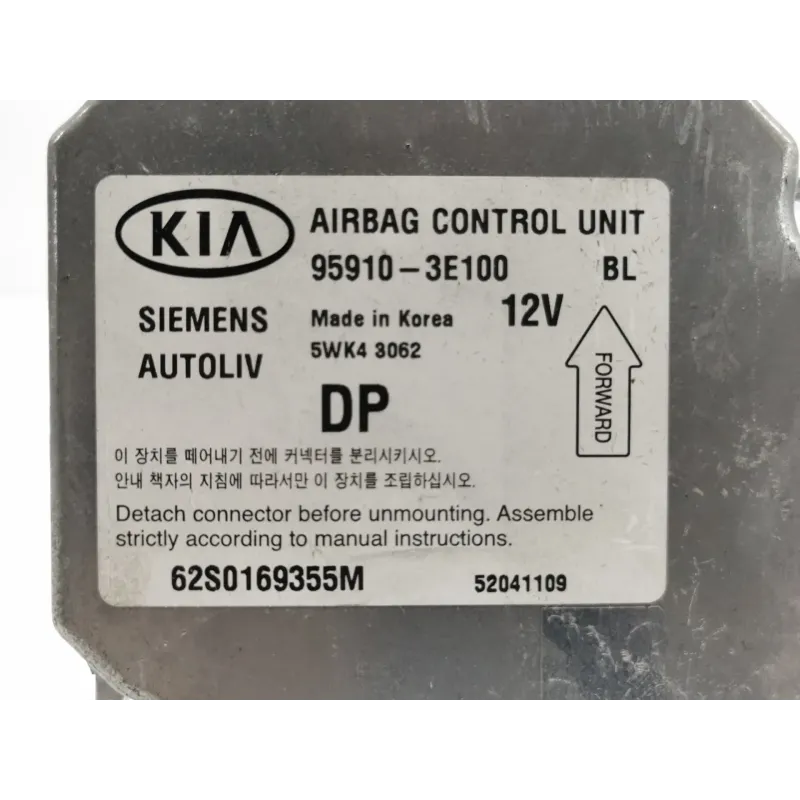 KIA AIRBAG CONTROL UNIT
95910-3E100 BL
SIEMENS Made in Korea 12V
AUTOLIV 5WK4 3062
DP
FORWARD
이 장치를 떼어내기 전에 커넥터를 분리시키시오.
안내 책자의 지침에 따라서만 이 장치를 조립하십시오.
Detach connector before unmounting. Assemble
strictly according to manual instructions.
62S0169355M 52041109